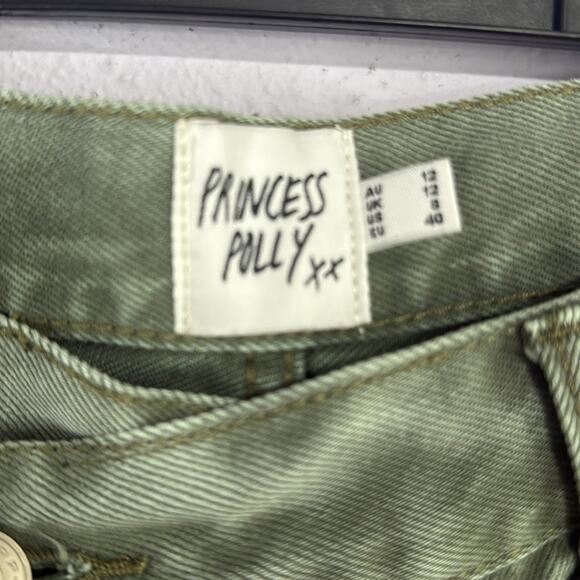 PRINCESS
POLLY xx
AU 12
UK 12
US 8
EU 40